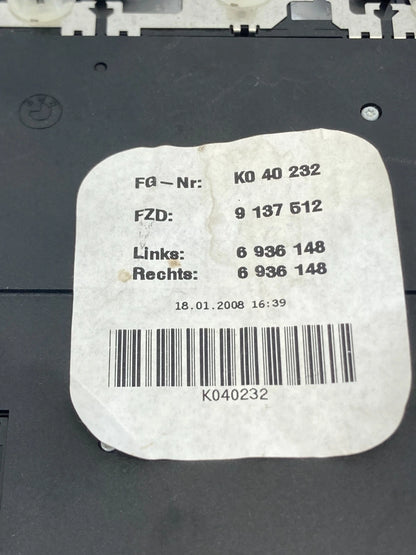 FG-Nr: K0 40 232
FZD: 9 137 512
Links: 6 936 148
Rechts: 6 936 148
18.01.2008 16:39
K040232